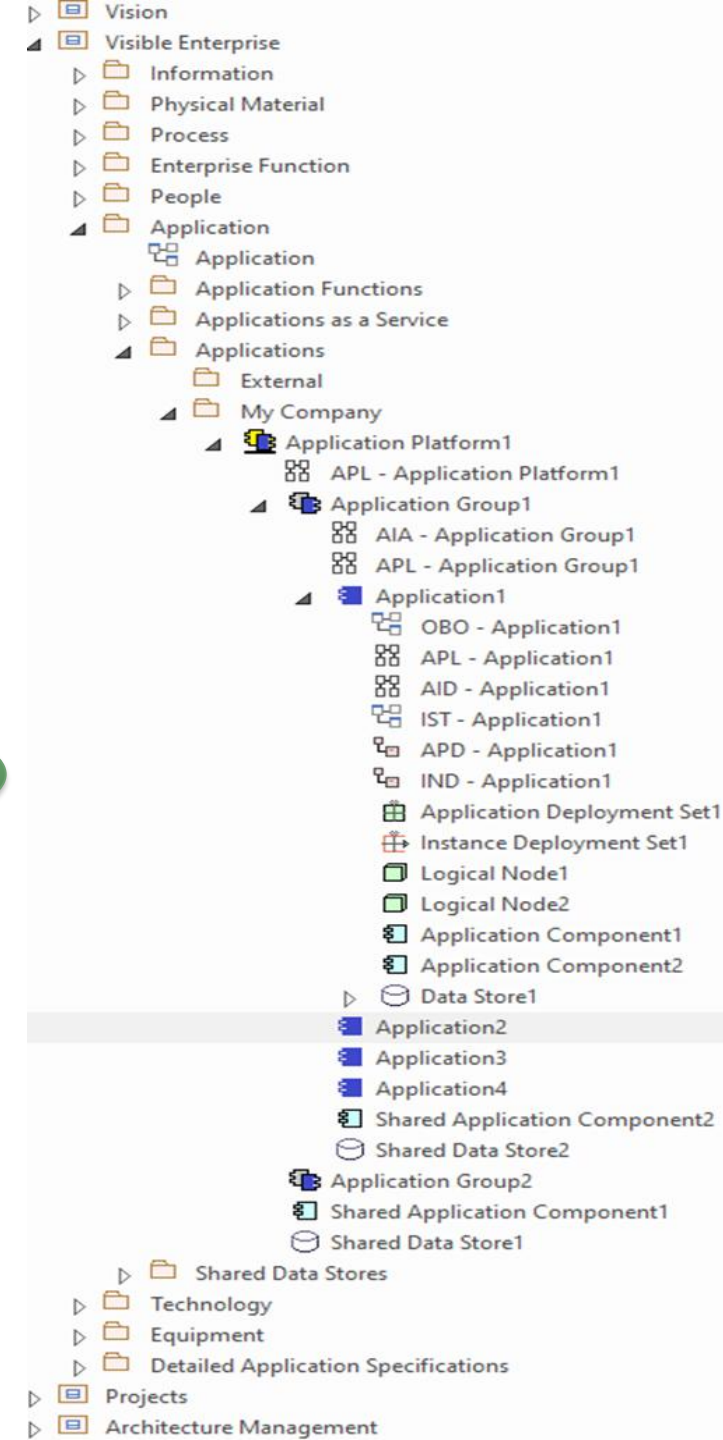 Vision
Visible Enterprise
Information
Physical Material
Process
Enterprise Function
People
Application
Application
Application Functions
Applications as a Service
Applications
External
My Company
Application Platform1
APL - Application Platform1
Application Group1
AIA - Application Group1
APL - Application Group1
Application1
OBO - Application1
APL - Application1
AID - Application1
IST - Application1
APD - Application1
IND - Application1
Application Deployment Set1
Instance Deployment Set1
Logical Node1
Logical Node2
Application Component1
Application Component2
Data Store1
Application2
Application3
Application4
Shared Application Component2
Shared Data Store2
Application Group2
Shared Application Component1
Shared Data Store1
Shared Data Stores
Technology
Equipment
Detailed Application Specifications
Projects
Architecture Management